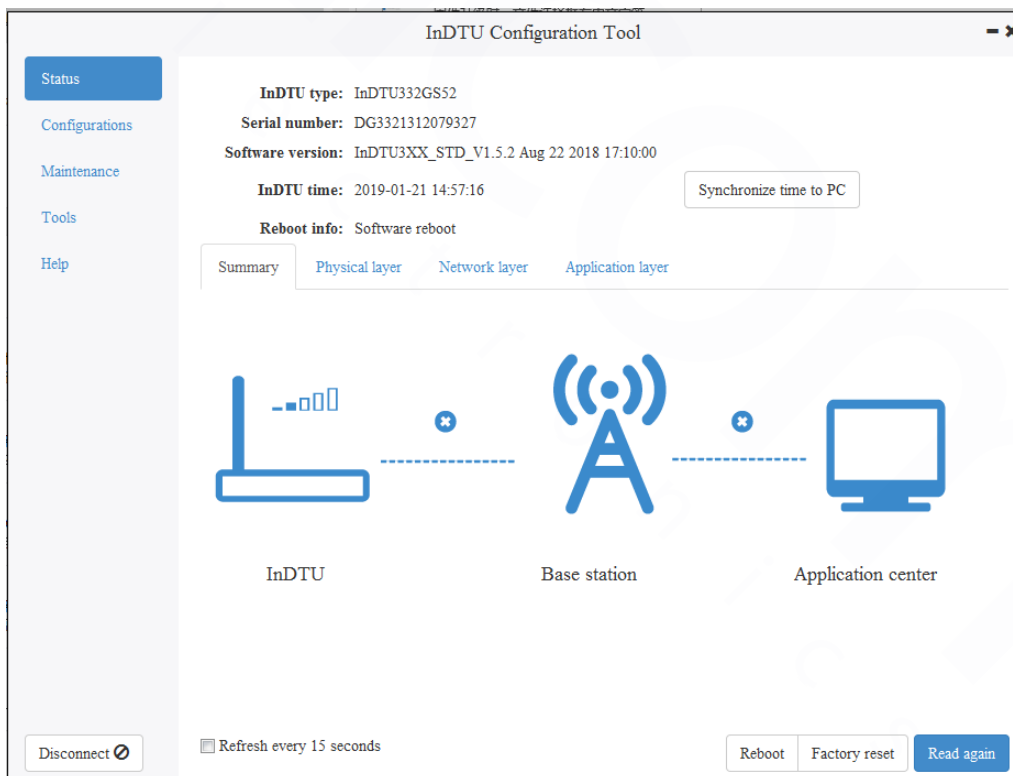 InDTU Configuration Tool
Status
Configurations
Maintenance
Tools
Help
InDTU type: InDTU332GS52
Serial number: DG3321312079327
Software version: InDTU3XX_STD_V1.5.2 Aug 22 2018 17:10:00
InDTU time: 2019-01-21 14:57:16
Synchronize time to PC
Reboot info: Software reboot
Summary Physical layer Network layer Application layer
InDTU Base station Application center
Refresh every 15 seconds
Disconnect
Reboot Factory reset Read again